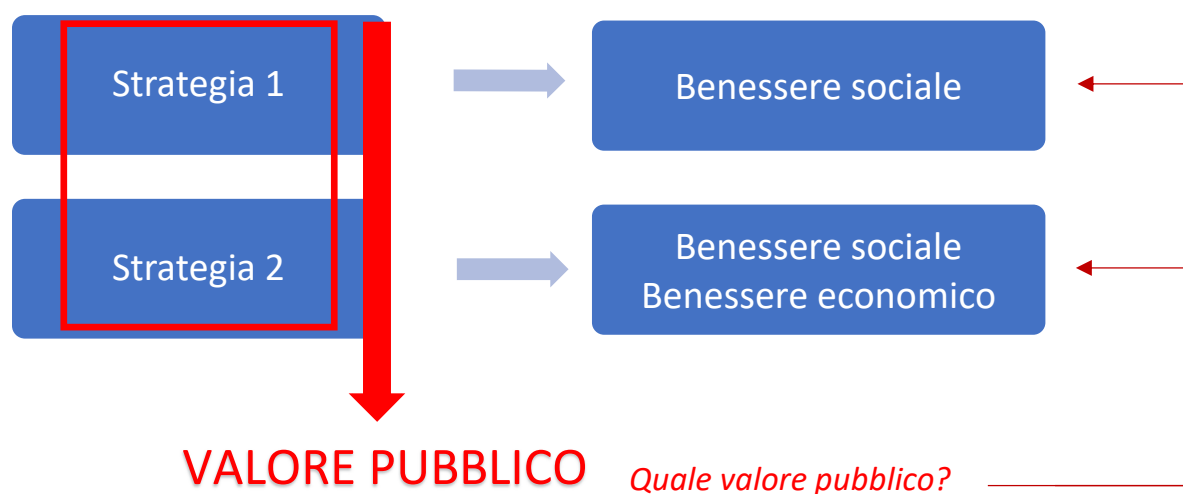 Strategia 1
Benessere sociale
Strategia 2
Benessere sociale
Benessere economico
VALORE PUBBLICO
Quale valore pubblico?